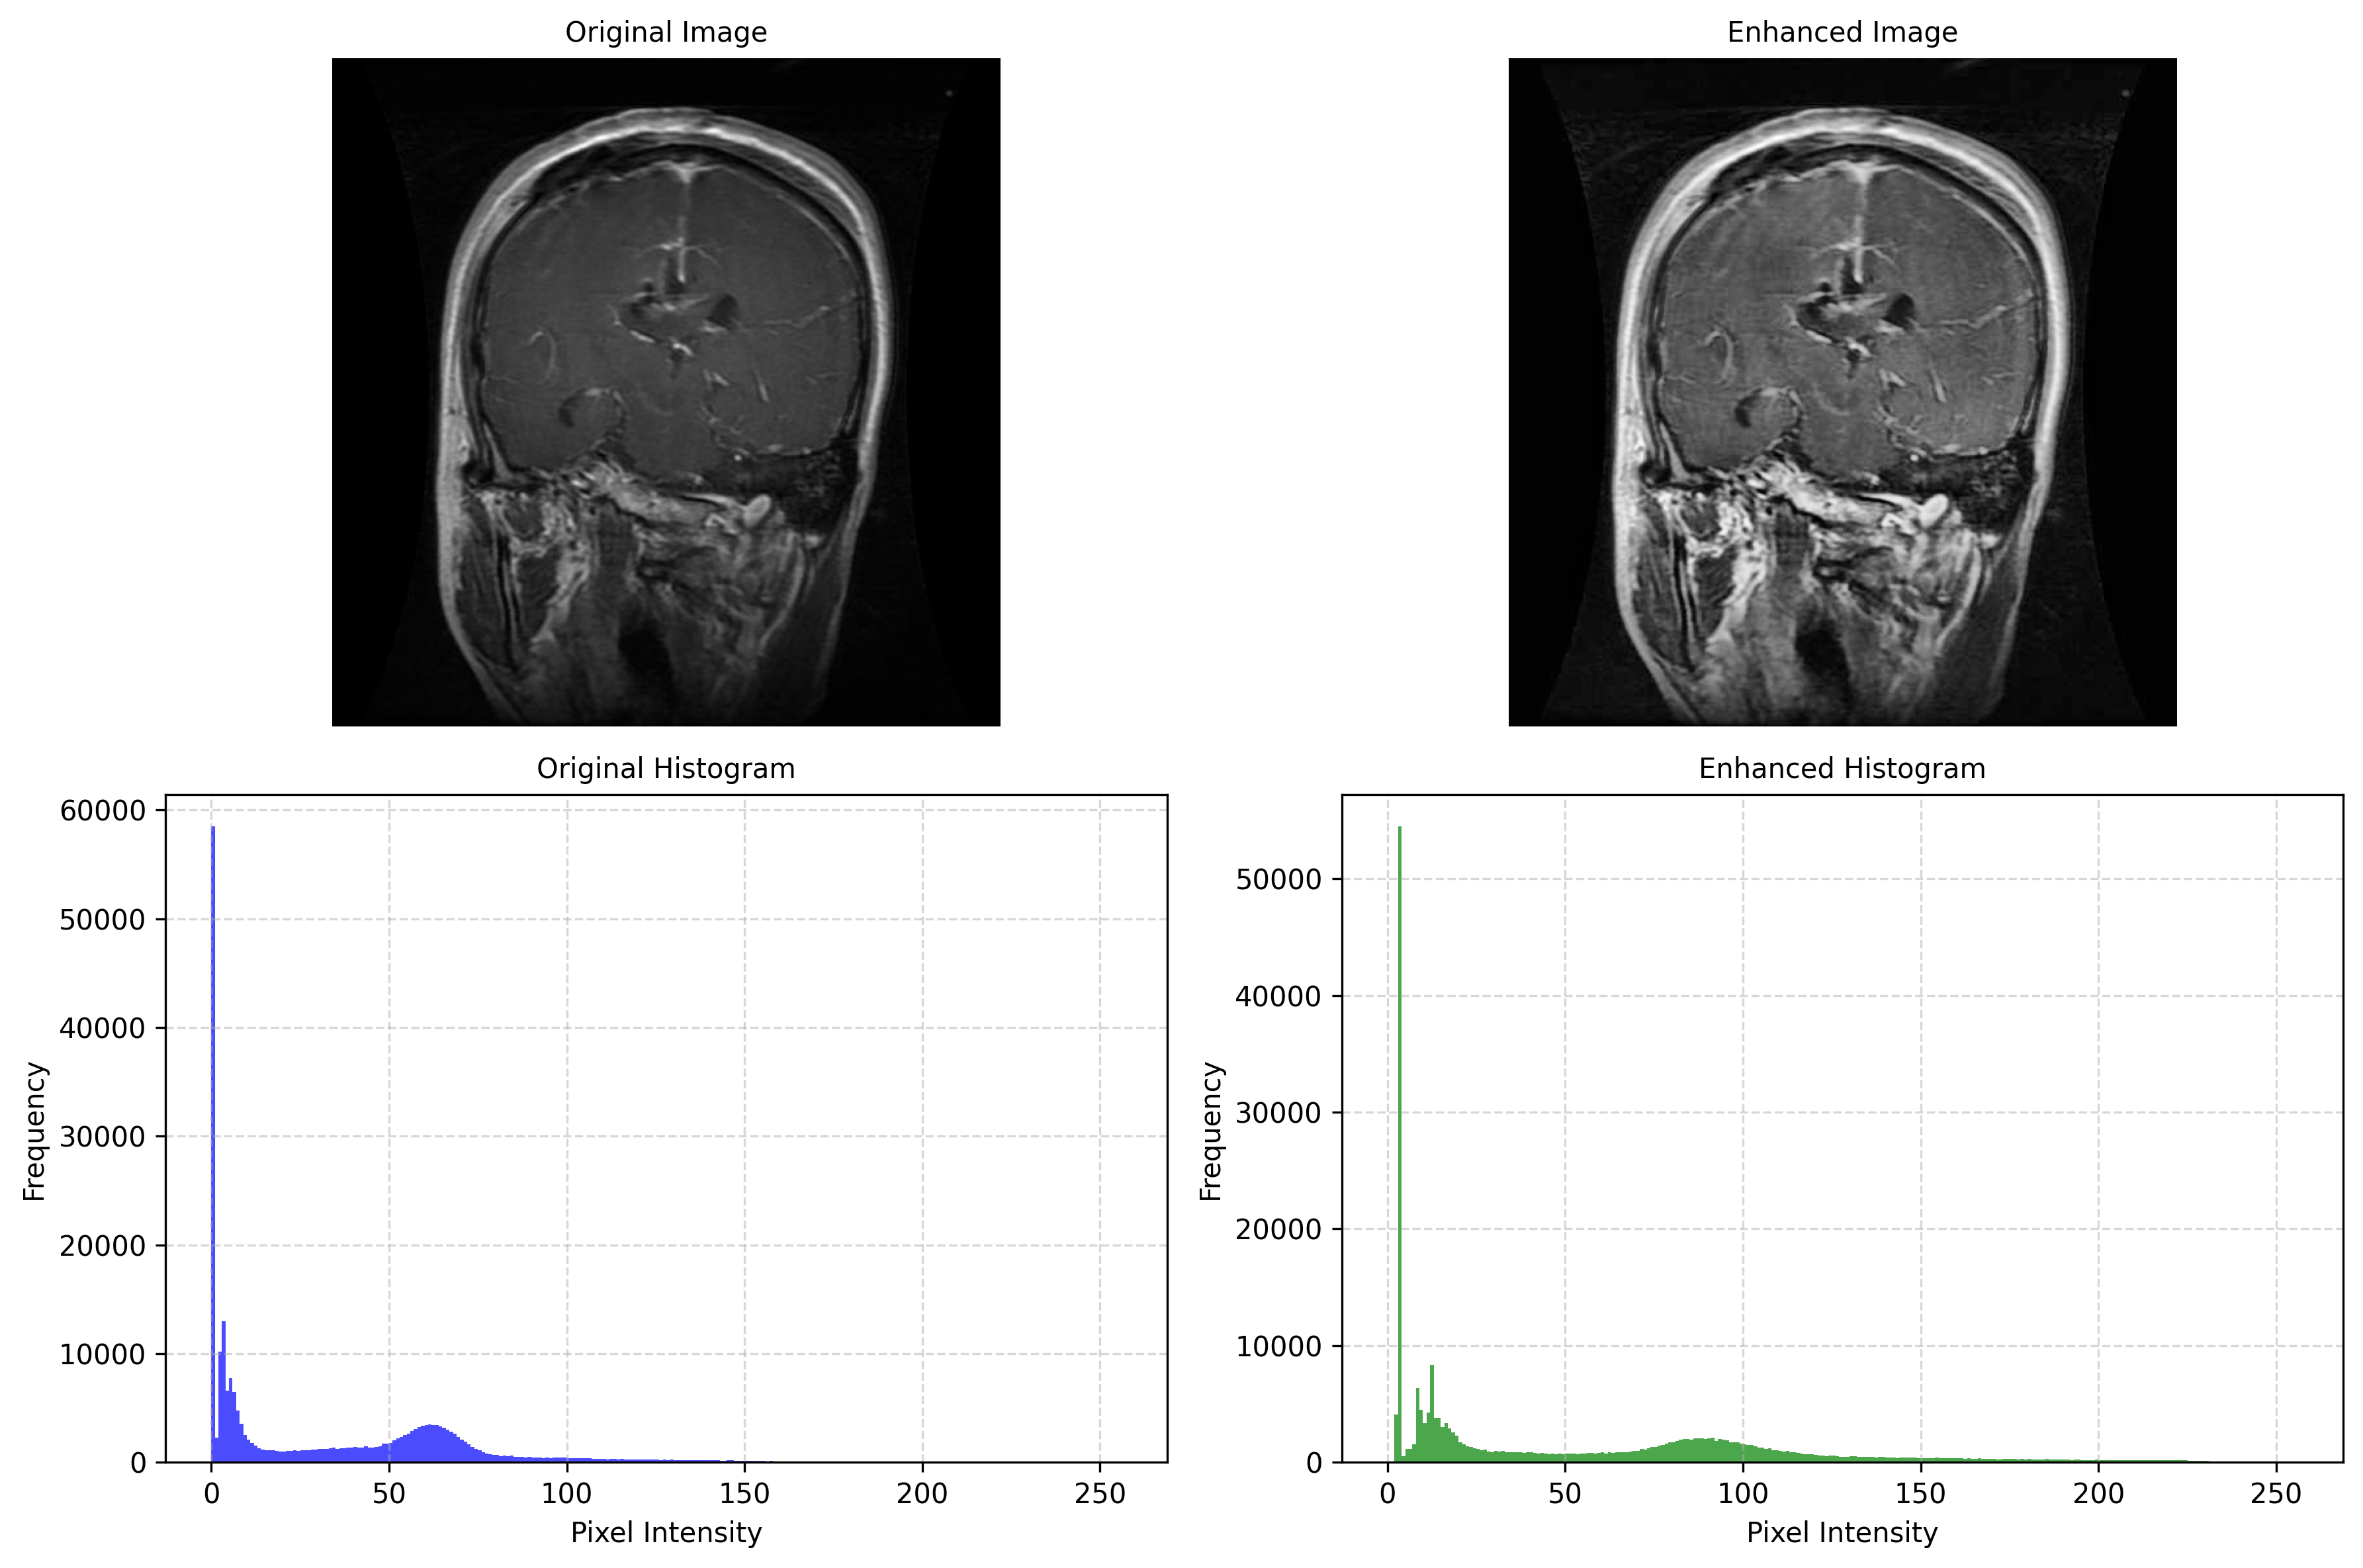 Original Image
Enhanced Image
Original Histogram
Enhanced Histogram
60000
50000
40000
30000
20000
10000
0
Frequency
0 50 100 150 200 250
Pixel Intensity
50000
40000
30000
20000
10000
0
Frequency
0 50 100 150 200 250
Pixel Intensity